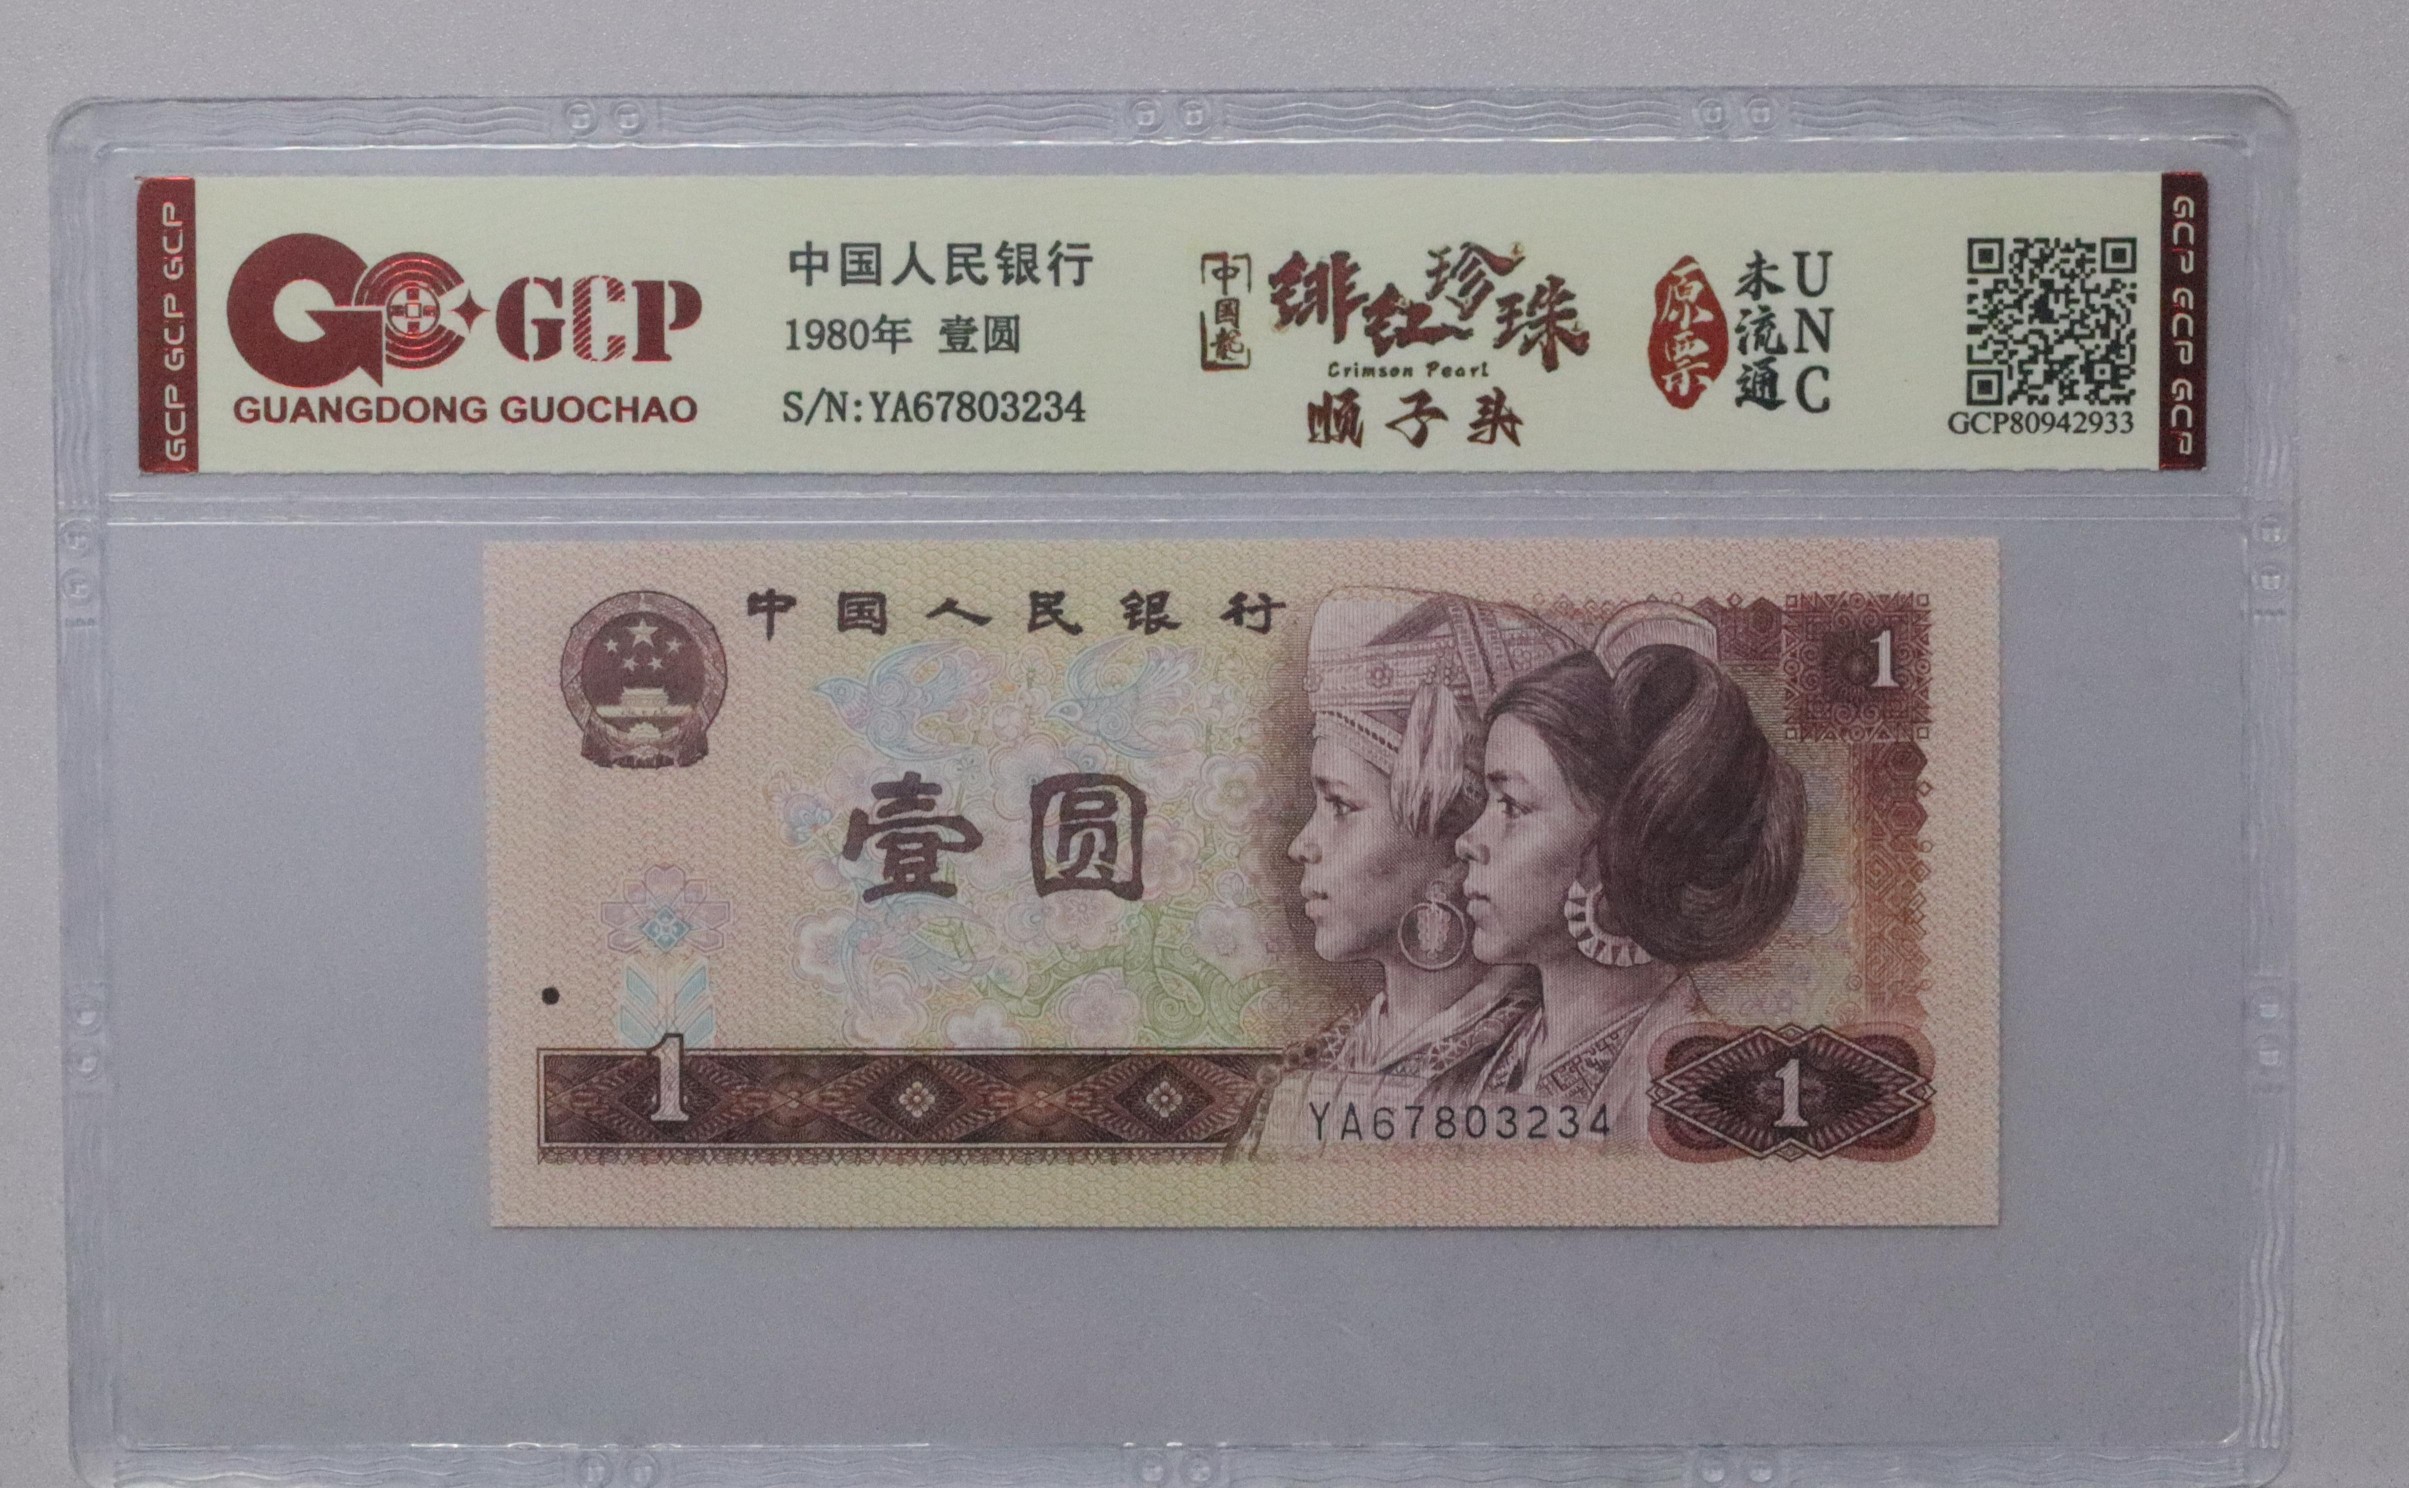 GCP GCP GCP
GCP
GUANGDONG GUOCHAO
中国人民银行
1980年 壹圆
S/N:YA67803234
中国龙
绯红珍珠
Crimson Pearl
顺子头
原票
未流通
UNC
GCP80942933
GCP GCP GCP GCP
中国人民银行
1
壹圆
1
1
YA67803234